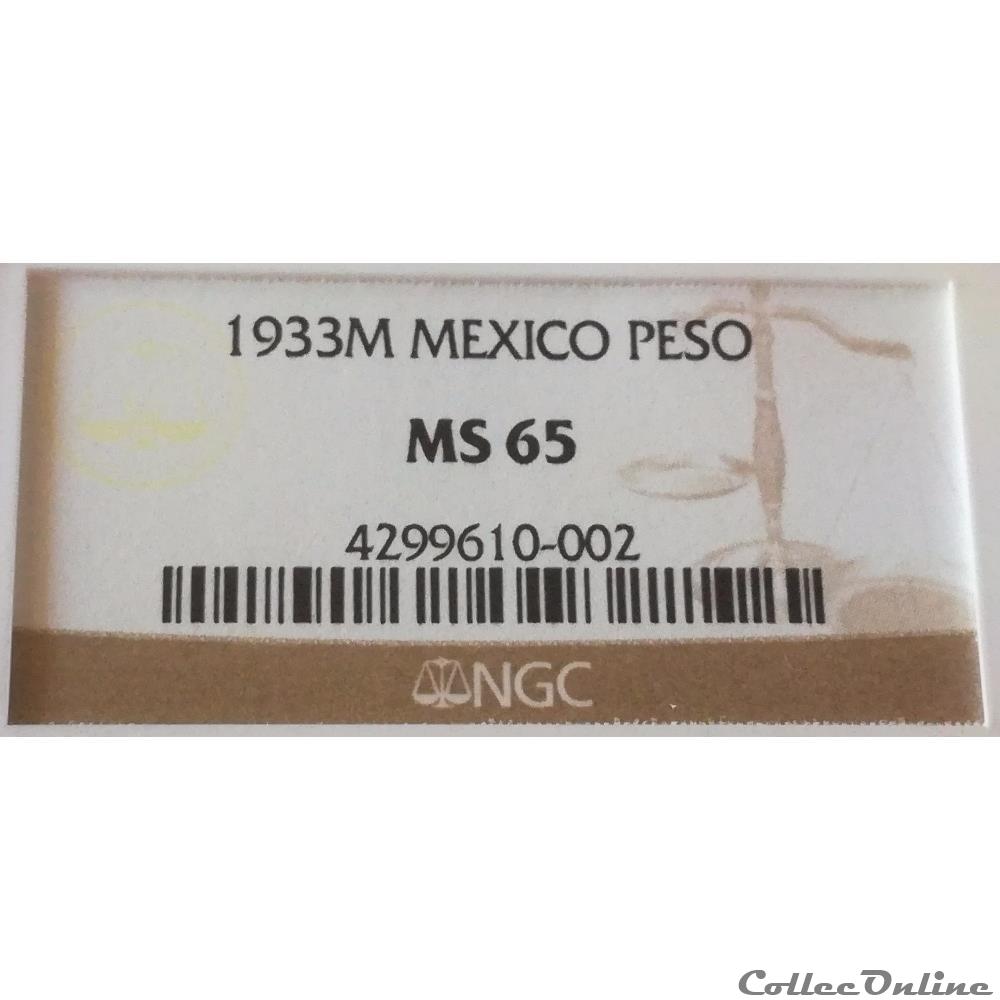 1933M MEXICO PESO
MS 65
4299610-002
NGC
CollecOnline